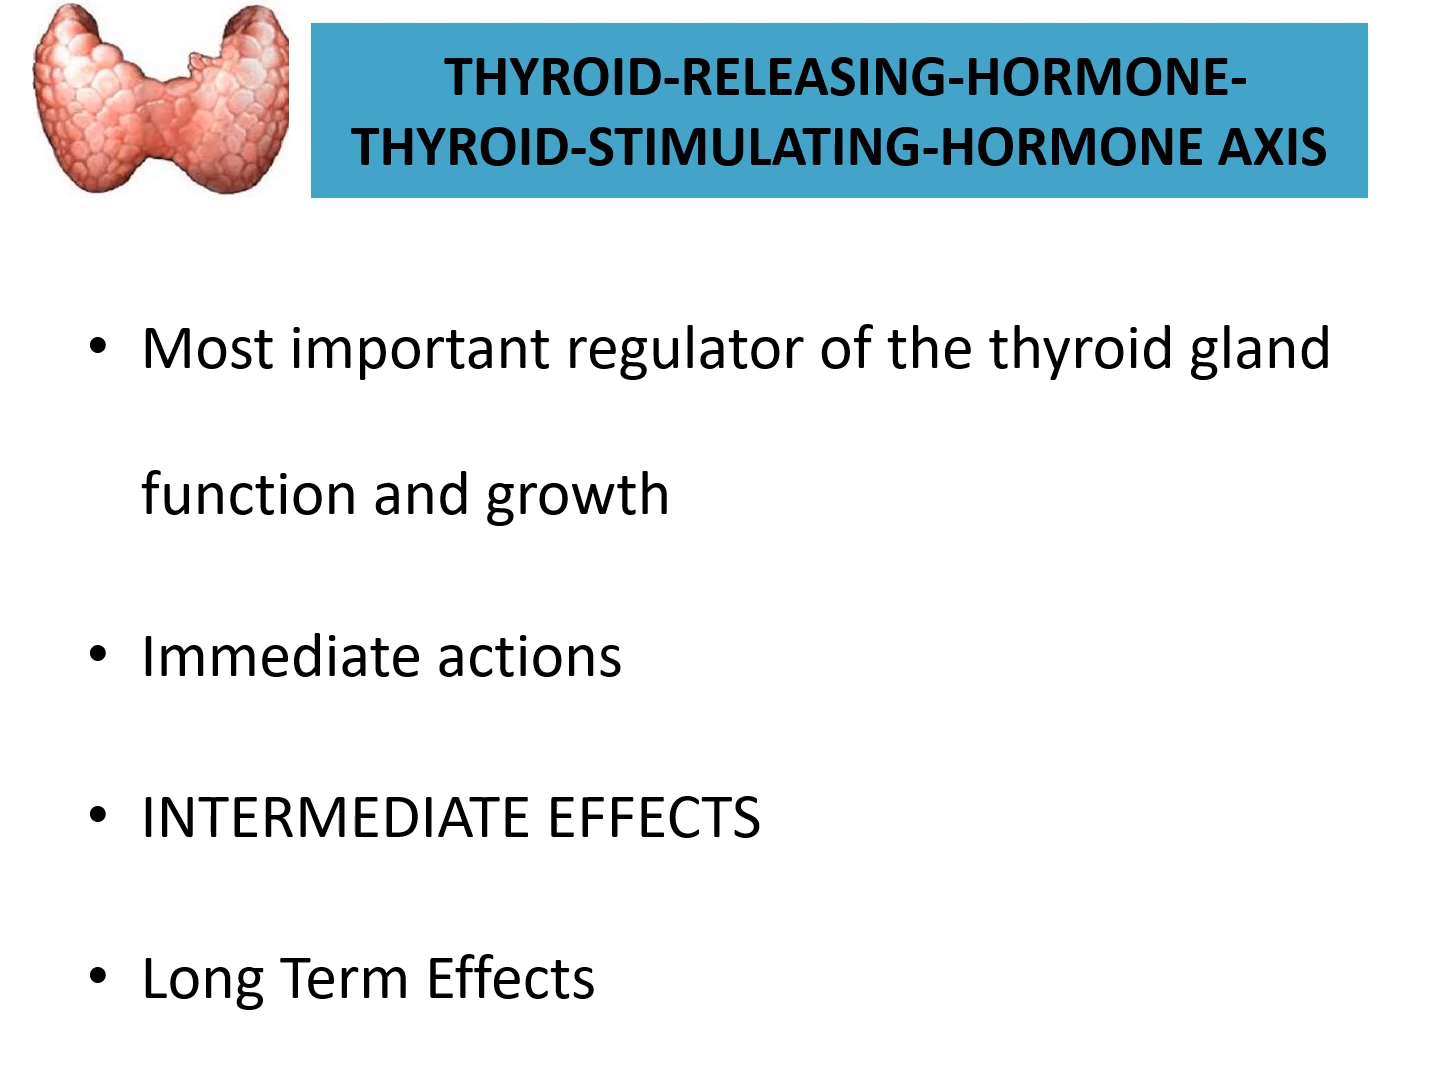 THYROID-RELEASING-HORMONE-
THYROID-STIMULATING-HORMONE AXIS
• Most important regulator of the thyroid gland
function and growth
• Immediate actions
• INTERMEDIATE EFFECTS
• Long Term Effects